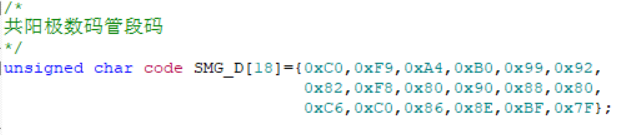 /*
共阳极数码管段码
*/
unsigned char code SMG_D[18]={0xC0,0xF9,0xA4,0xB0,0x99,0x92,
0x82,0xF8,0x80,0x90,0x88,0x80,
0xC6,0xC0,0x86,0x8E,0xBF,0x7F};